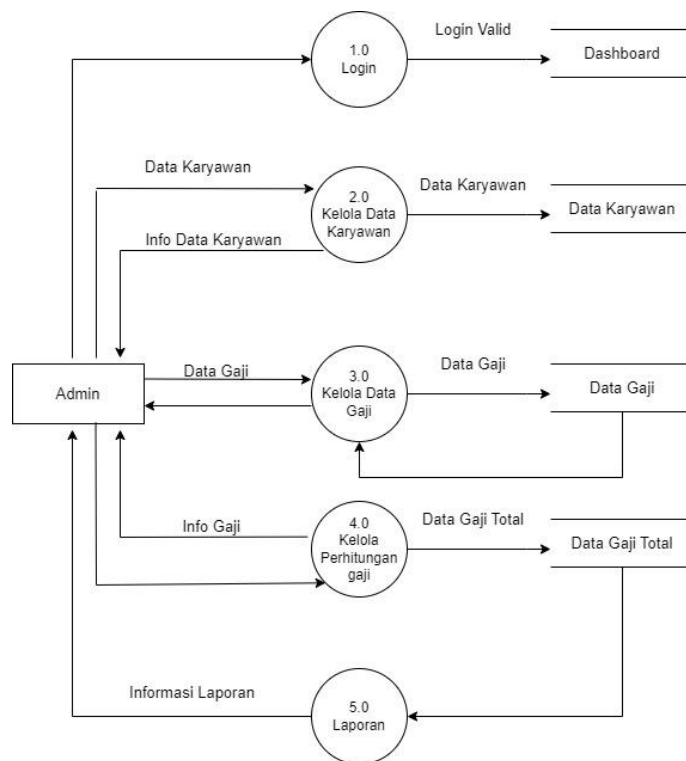 Login Valid
1.0
Login
Dashboard
Data Karyawan
2.0
Kelola Data
Karyawan
Data Karyawan
Data Karyawan
Info Data Karyawan
Admin
Data Gaji
3.0
Kelola Data
Gaji
Data Gaji
Data Gaji
Info Gaji
4.0
Kelola
Perhitungan
gaji
Data Gaji Total
Data Gaji Total
Informasi Laporan
5.0
Laporan